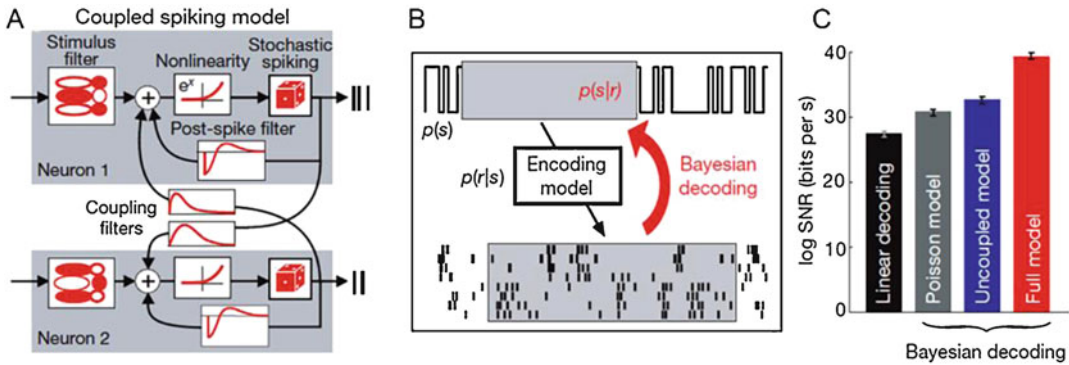 A
Coupled spiking model
Stimulus
filter
Nonlinearity
Stochastic
spiking
eˣ
Post-spike filter
Neuron 1
Coupling
filters
Neuron 2
B
p(s)
p(s|r)
p(r|s)
Encoding
model
Bayesian
decoding
C
log SNR (bits per s)
40
30
20
10
0
Linear decoding
Poisson model
Uncoupled model
Full model
Bayesian decoding